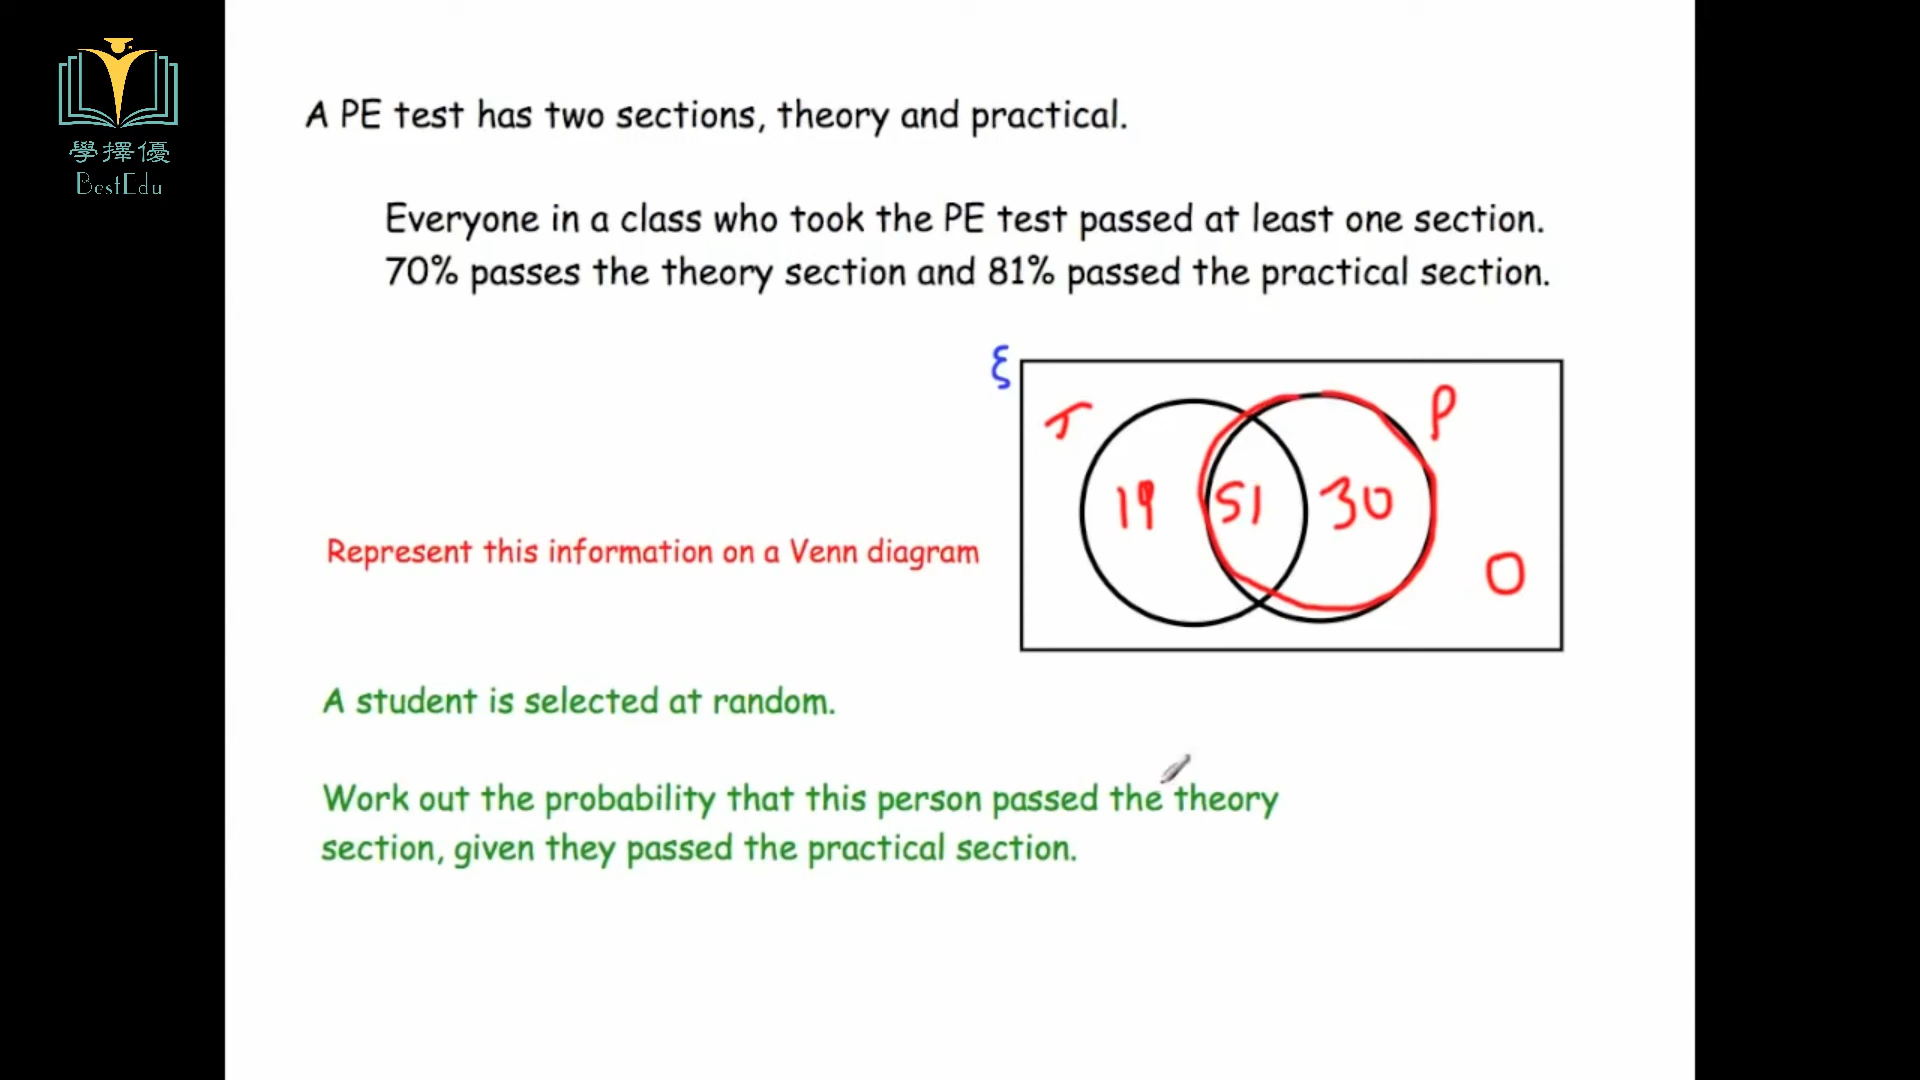 學擇優
BestEdu
A PE test has two sections, theory and practical.
Everyone in a class who took the PE test passed at least one section.
70% passes the theory section and 81% passed the practical section.
ξ
T
P
19 51 30
0
Represent this information on a Venn diagram
A student is selected at random.
Work out the probability that this person passed the theory
section, given they passed the practical section.